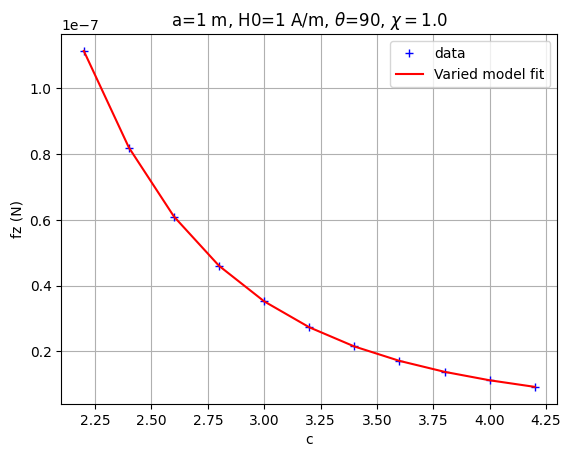 a=1 m, H0=1 A/m, θ=90, χ = 1.0
1e−7
data
Varied model fit
1.0
0.8
0.6
0.4
0.2
fz (N)
2.25 2.50 2.75 3.00 3.25 3.50 3.75 4.00 4.25
c